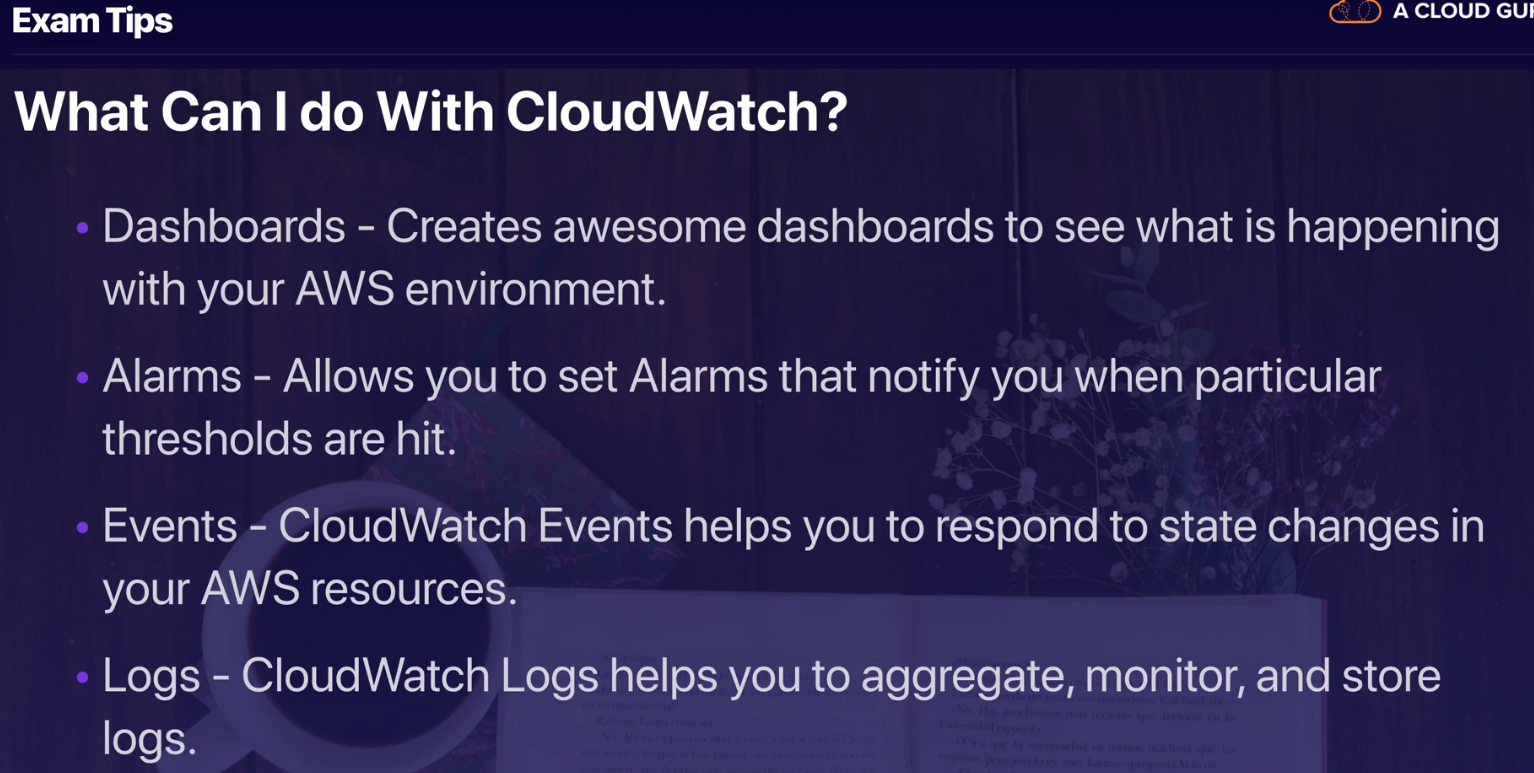 Exam Tips
A CLOUD GUR
What Can I do With CloudWatch?
• Dashboards - Creates awesome dashboards to see what is happening
with your AWS environment.
• Alarms - Allows you to set Alarms that notify you when particular
thresholds are hit.
• Events - CloudWatch Events helps you to respond to state changes in
your AWS resources.
• Logs - CloudWatch Logs helps you to aggregate, monitor, and store
logs.